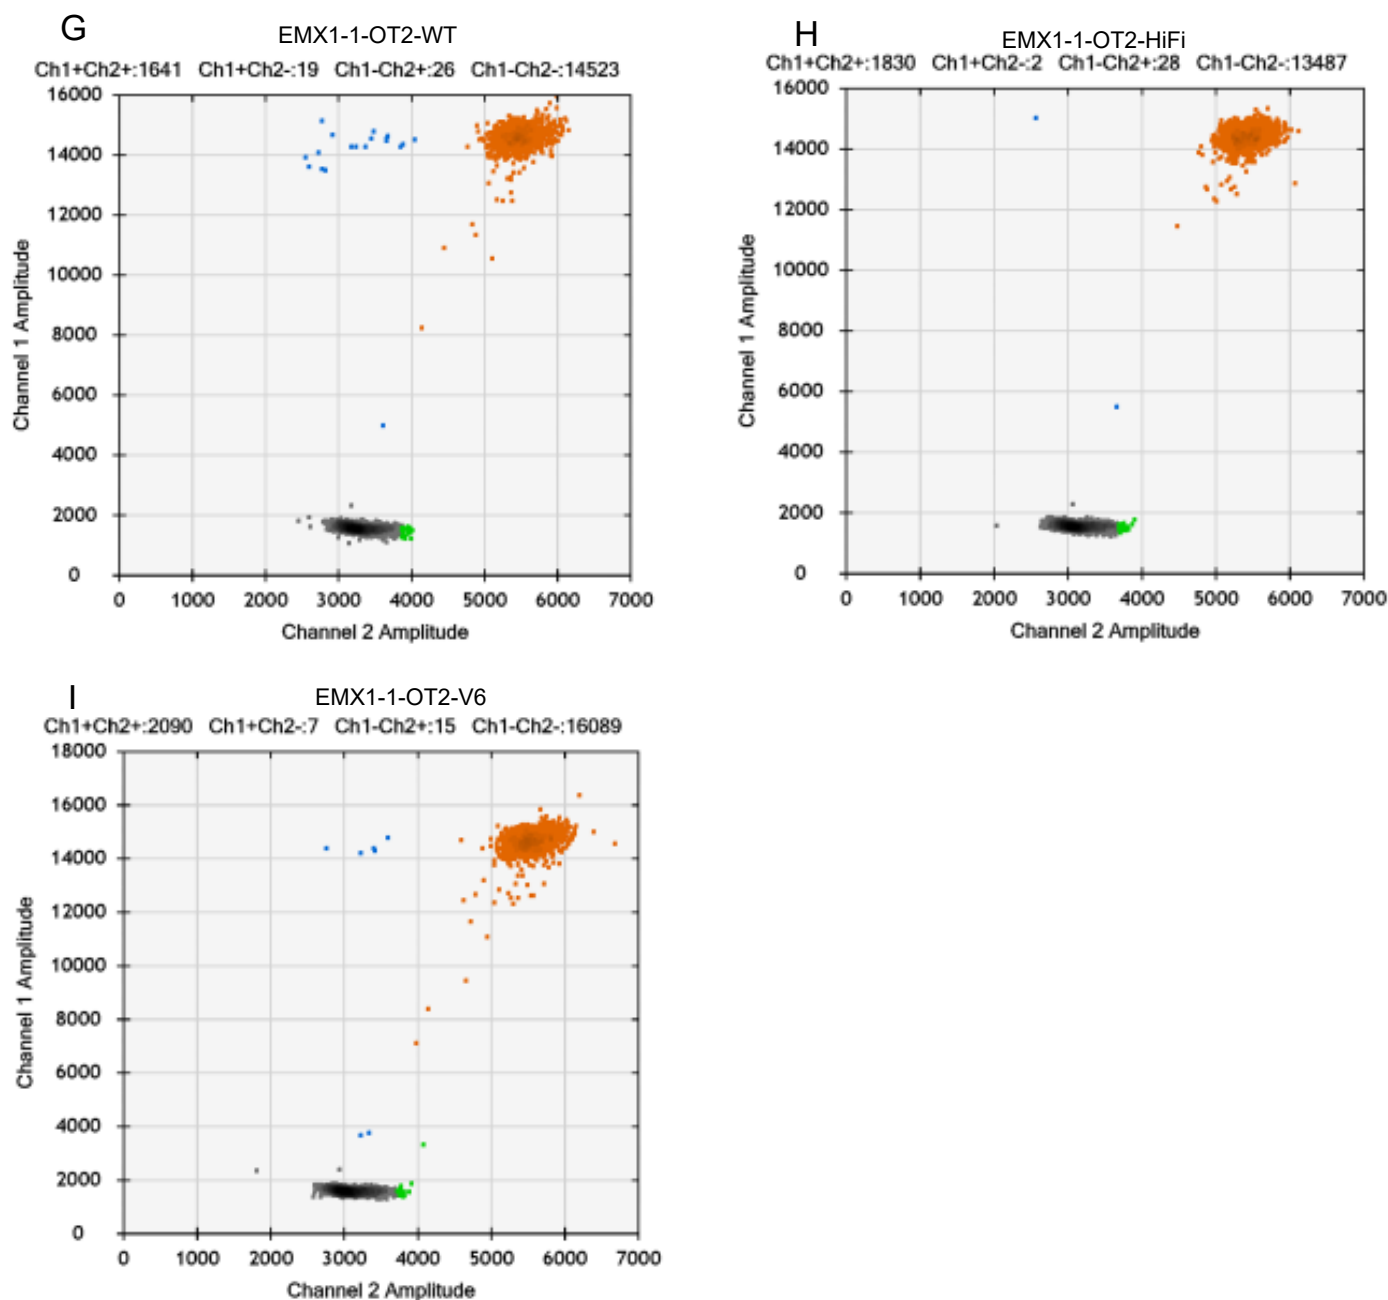 G
EMX1-1-OT2-WT
Ch1+Ch2+:1641 Ch1+Ch2-:19 Ch1-Ch2+:26 Ch1-Ch2-:14523
16000
14000
12000
10000
8000
6000
4000
2000
0
Channel 1 Amplitude
0 1000 2000 3000 4000 5000 6000 7000
Channel 2 Amplitude
H
EMX1-1-OT2-HiFi
Ch1+Ch2+:1830 Ch1+Ch2-:2 Ch1-Ch2+:28 Ch1-Ch2-:13487
16000
14000
12000
10000
8000
6000
4000
2000
0
Channel 1 Amplitude
0 1000 2000 3000 4000 5000 6000 7000
Channel 2 Amplitude
I
EMX1-1-OT2-V6
Ch1+Ch2+:2090 Ch1+Ch2-:7 Ch1-Ch2+:15 Ch1-Ch2-:16089
18000
16000
14000
12000
10000
8000
6000
4000
2000
0
Channel 1 Amplitude
0 1000 2000 3000 4000 5000 6000 7000
Channel 2 Amplitude